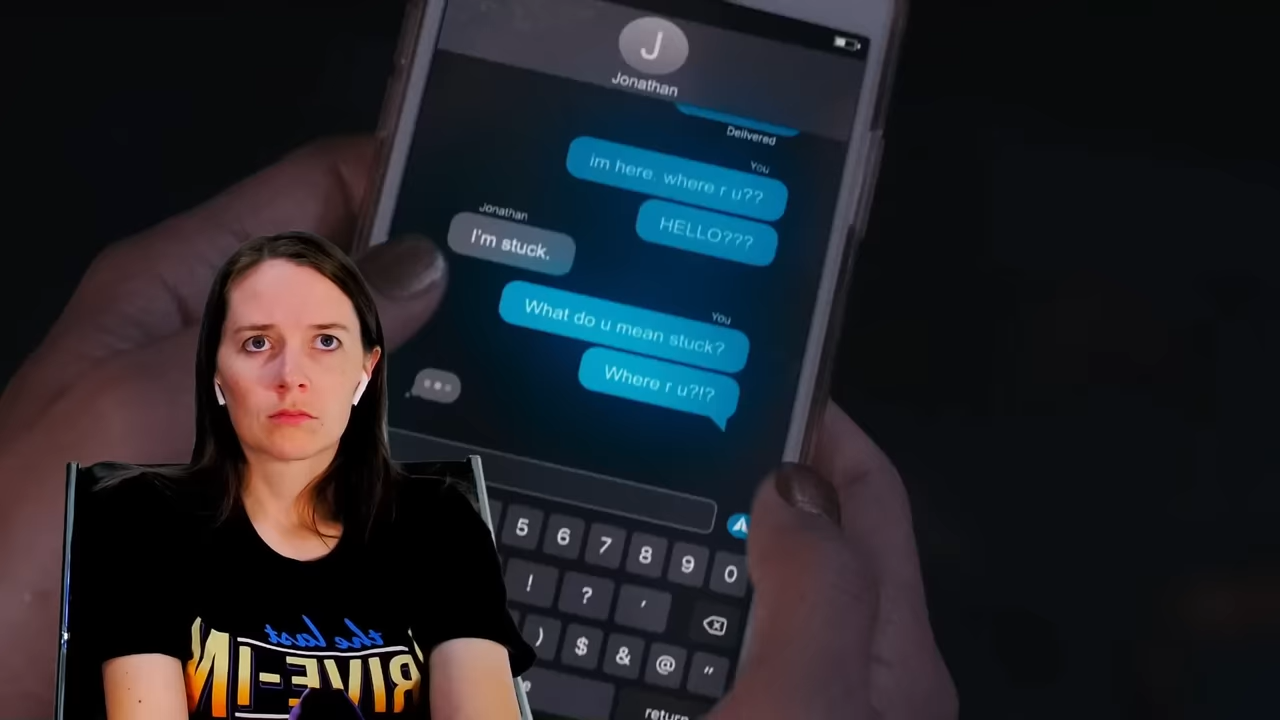 J
Jonathan
Delivered
You
im here. where r u??
HELLO???
Jonathan
I'm stuck.
You
What do u mean stuck?
Where r u?!?
5 6 7 8 9 0
! ? '
) $ & @ "
return
the last
DRIVE-IN